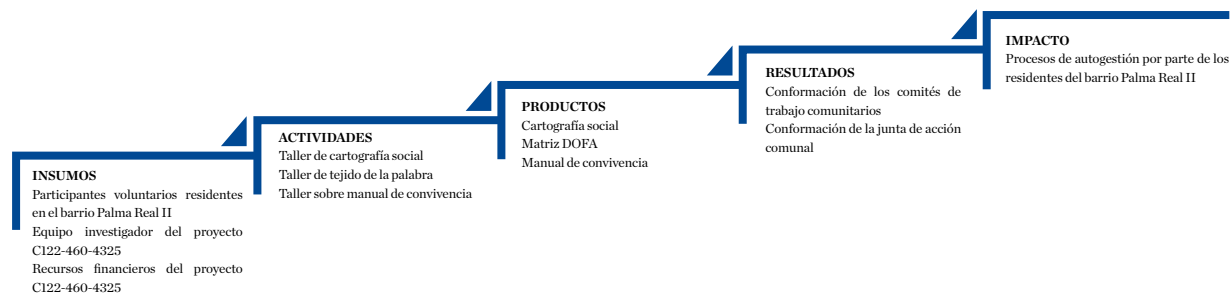 INSUMOS
Participantes voluntarios residentes
en el barrio Palma Real II
Equipo investigador del proyecto
C122-460-4325
Recursos financieros del proyecto
C122-460-4325
ACTIVIDADES
Taller de cartografía social
Taller de tejido de la palabra
Taller sobre manual de convivencia
PRODUCTOS
Cartografía social
Matriz DOFA
Manual de convivencia
RESULTADOS
Conformación de los comités de
trabajo comunitarios
Conformación de la junta de acción
comunal
IMPACTO
Procesos de autogestión por parte de los
residentes del barrio Palma Real II